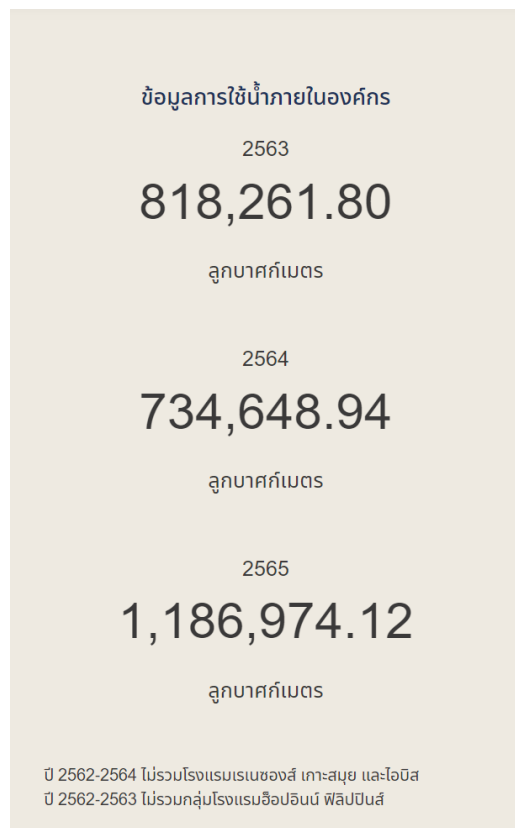 ข้อมูลการใช้น้ำภายในองค์กร
2563
818,261.80
ลูกบาศก์เมตร
2564
734,648.94
ลูกบาศก์เมตร
2565
1,186,974.12
ลูกบาศก์เมตร
ปี 2562-2564 ไม่รวมโรงแรมเรเนซองส์ เกาะสมุย และไอบิส
ปี 2562-2563 ไม่รวมกลุ่มโรงแรมฮ็อปอินน์ ฟิลิปปินส์